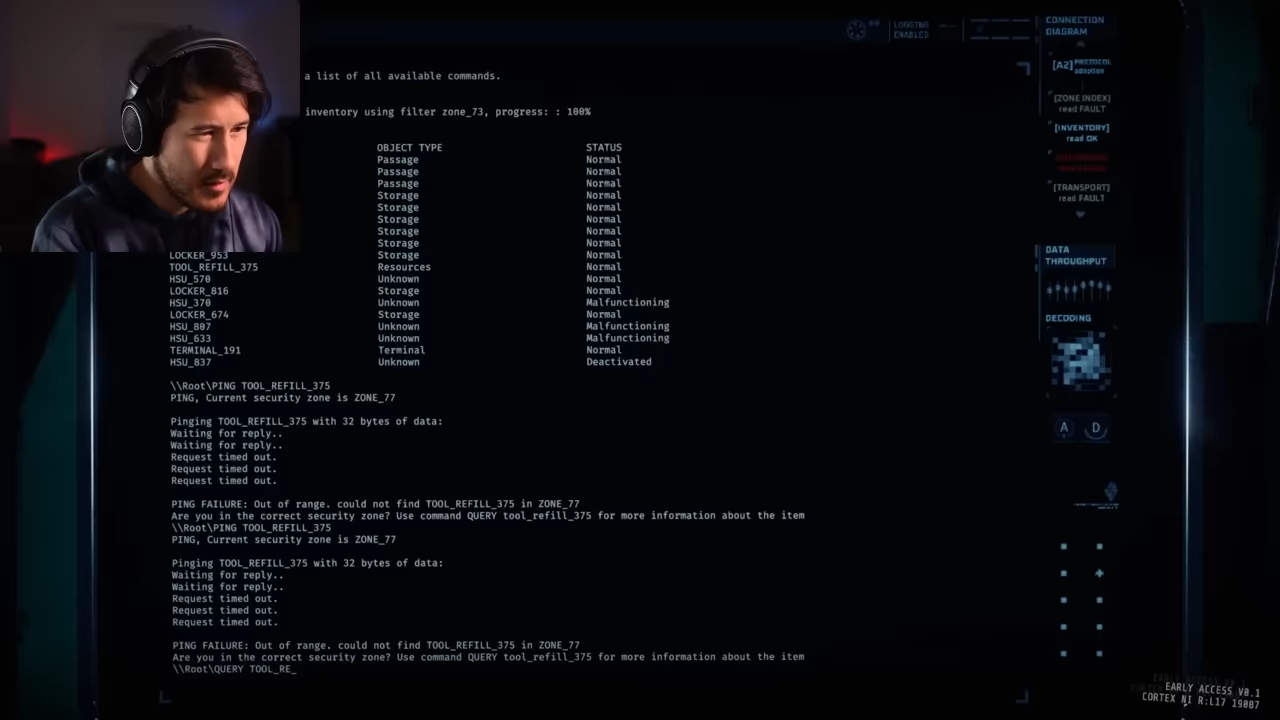 LOGGING
ENABLED
CONNECTION
DIAGRAM
[A2] PROTOCOL
adaption
[ZONE INDEX]
read FAULT
[INVENTORY]
read OK
[TRANSPORT]
read FAULT
DATA
THROUGHPUT
DECODING
A D
a list of all available commands.
inventory using filter zone_73, progress: : 100%
OBJECT TYPE STATUS
Passage Normal
Passage Normal
Passage Normal
Storage Normal
Storage Normal
Storage Normal
Storage Normal
Storage Normal
LOCKER_953 Storage Normal
TOOL_REFILL_375 Resources Normal
HSU_570 Unknown Normal
LOCKER_816 Storage Normal
HSU_370 Unknown Malfunctioning
LOCKER_674 Storage Normal
HSU_807 Unknown Malfunctioning
HSU_633 Unknown Malfunctioning
TERMINAL_191 Terminal Normal
HSU_837 Unknown Deactivated
\\Root\PING TOOL_REFILL_375
PING, Current security zone is ZONE_77
Pinging TOOL_REFILL_375 with 32 bytes of data:
Waiting for reply..
Waiting for reply..
Request timed out.
Request timed out.
Request timed out.
PING FAILURE: Out of range. could not find TOOL_REFILL_375 in ZONE_77
Are you in the correct security zone? Use command QUERY tool_refill_375 for more information about the item
\\Root\PING TOOL_REFILL_375
PING, Current security zone is ZONE_77
Pinging TOOL_REFILL_375 with 32 bytes of data:
Waiting for reply..
Waiting for reply..
Request timed out.
Request timed out.
Request timed out.
PING FAILURE: Out of range. could not find TOOL_REFILL_375 in ZONE_77
Are you in the correct security zone? Use command QUERY tool_refill_375 for more information about the item
\\Root\QUERY TOOL_RE_
EARLY ACCESS V0.1
CORTEX NI R:L17 19087